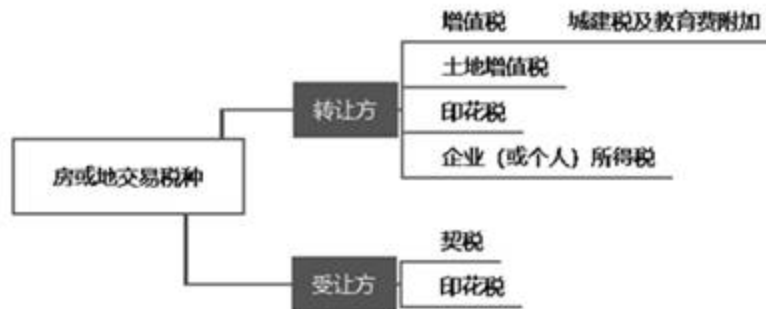 增值税 城建税及教育费附加
土地增值税
转让方
印花税
企业（或个人）所得税
房或地交易税种
契税
受让方
印花税